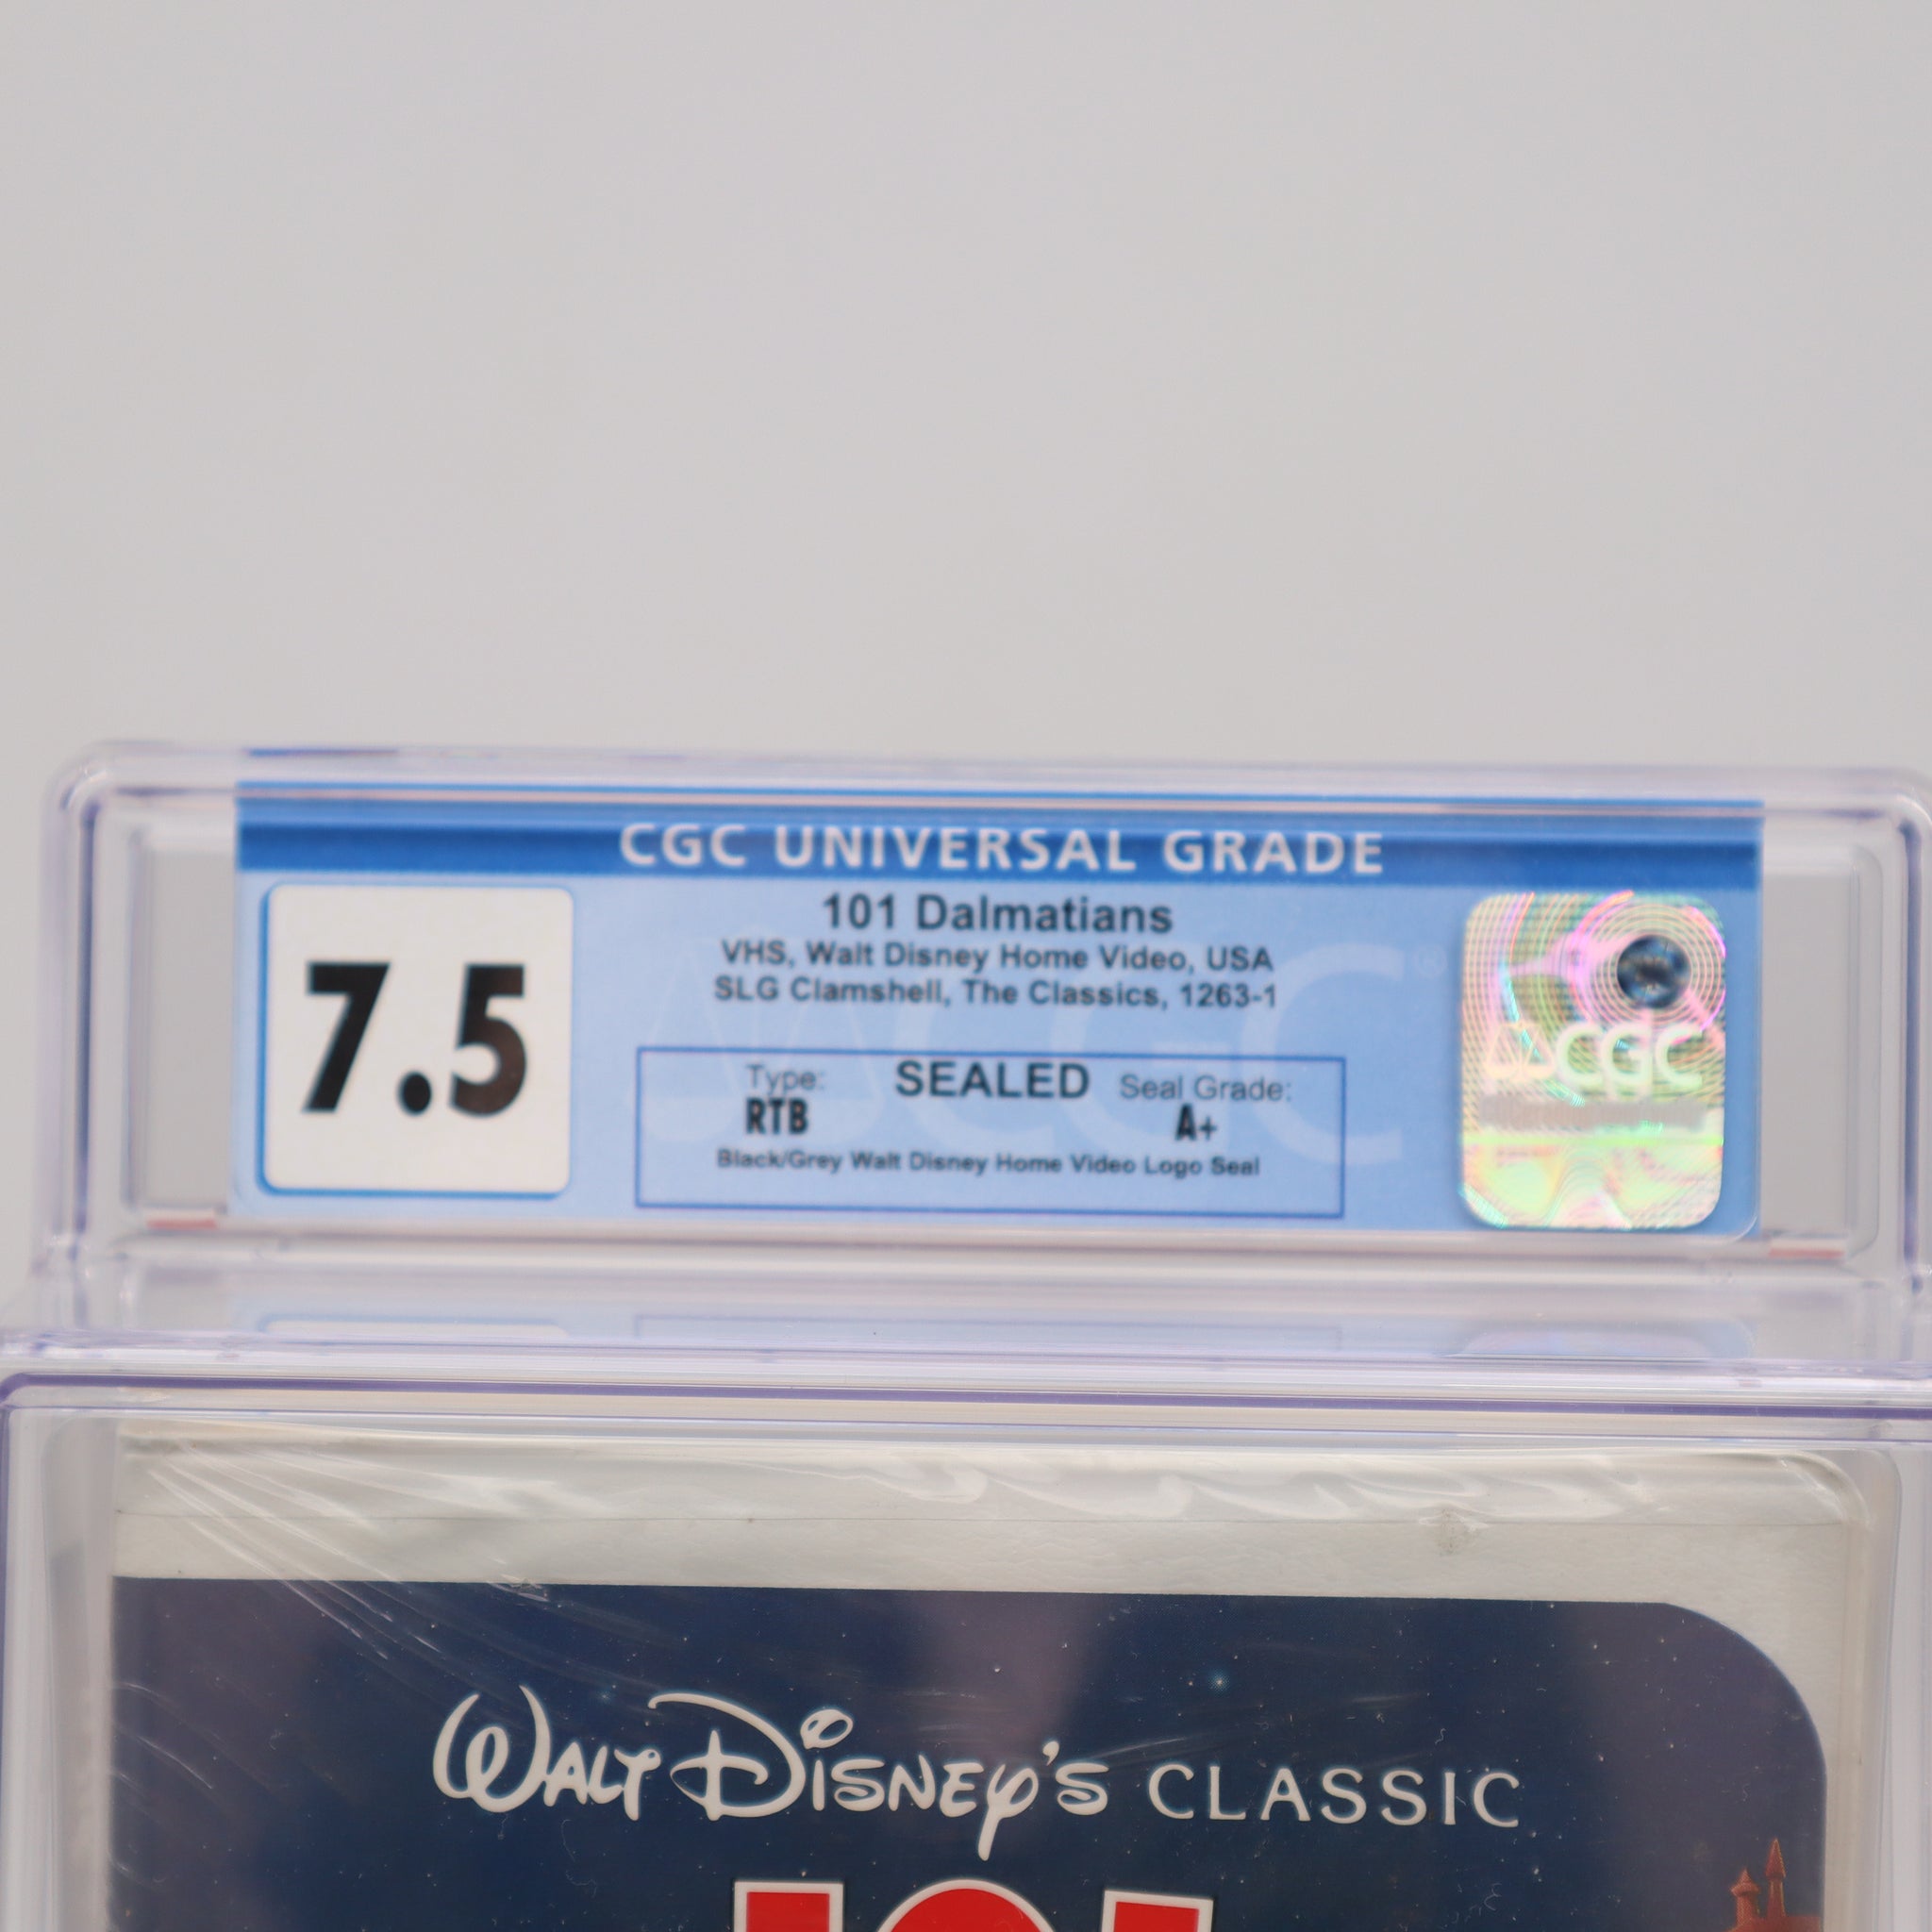 CGC UNIVERSAL GRADE
7.5
101 Dalmatians
VHS, Walt Disney Home Video, USA
SLG Clamshell, The Classics, 1263-1
Type: SEALED Seal Grade:
RTB A+
Black/Grey Walt Disney Home Video Logo Seal
CGC
WALT DISNEY'S CLASSIC
101